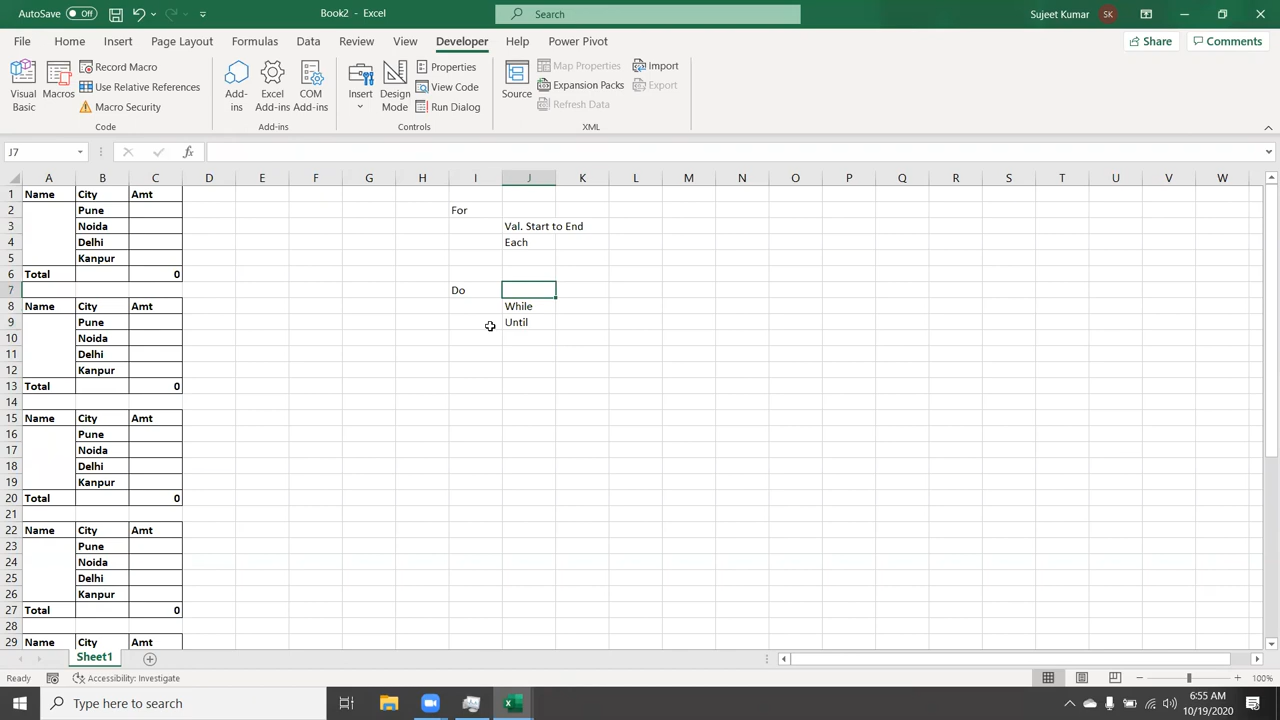 AutoSave Off Book2 - Excel Search Sujeet Kumar SK
File Home Insert Page Layout Formulas Data Review View Developer Help Power Pivot Share Comments
Visual Basic Macros Record Macro Use Relative References Macro Security Add-ins Excel Add-ins COM Add-ins Insert Design Mode Properties View Code Run Dialog Source Map Properties Expansion Packs Refresh Data Import Export
Code Add-ins Controls XML
J7 fx
A B C D E F G H I J K L M N O P Q R S T U V W
1 Name City Amt
2 Pune For
3 Noida Val. Start to End
4 Delhi Each
5 Kanpur
6 Total 0
7 Do
8 Name City Amt While
9 Pune Until
10 Noida
11 Delhi
12 Kanpur
13 Total 0
14
15 Name City Amt
16 Pune
17 Noida
18 Delhi
19 Kanpur
20 Total 0
21
22 Name City Amt
23 Pune
24 Noida
25 Delhi
26 Kanpur
27 Total 0
28
29 Name City Amt
Sheet1
Ready Accessibility: Investigate 100%
Type here to search 6:55 AM
10/19/2020